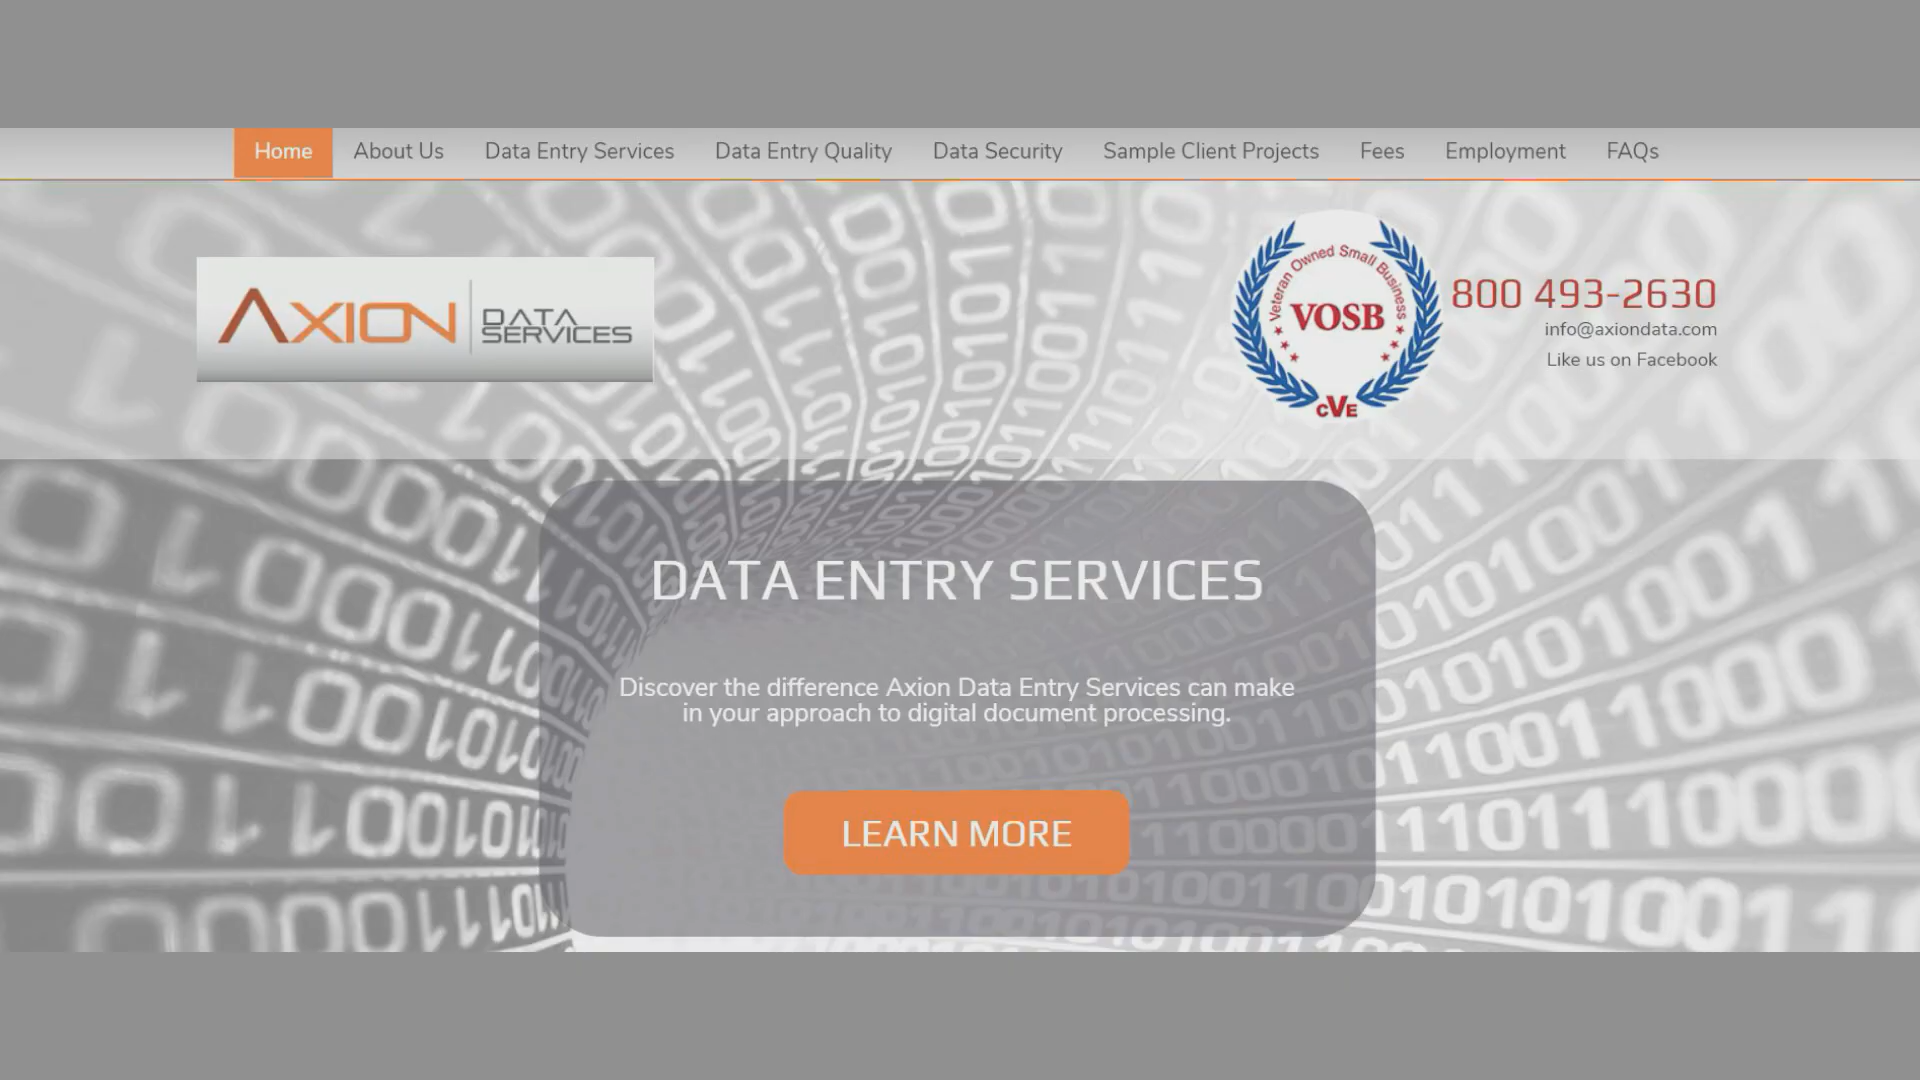 Home About Us Data Entry Services Data Entry Quality Data Security Sample Client Projects Fees Employment FAQs
AXION DATA SERVICES
Veteran Owned Small Business
VOSB
CVE
800 493-2630
info@axiondata.com
Like us on Facebook
DATA ENTRY SERVICES
Discover the difference Axion Data Entry Services can make
in your approach to digital document processing.
LEARN MORE